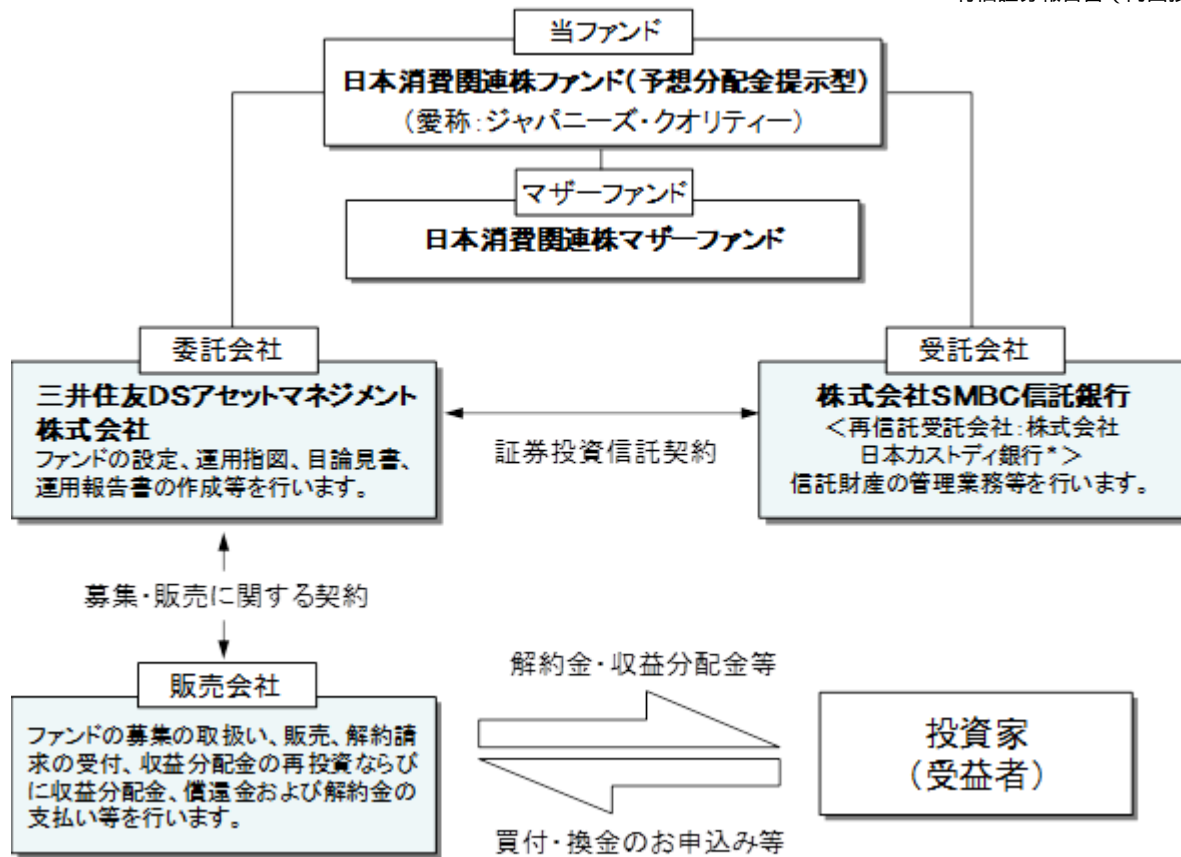 当ファンド
日本消費関連株ファンド(予想分配金提示型)
(愛称:ジャパニーズ・クオリティー)
マザーファンド
日本消費関連株マザーファンド
委託会社
三井住友DSアセットマネジメント
株式会社
ファンドの設定、運用指図、目論見書、
運用報告書の作成等を行います。
証券投資信託契約
受託会社
株式会社SMBC信託銀行
<再信託受託会社:株式会社
日本カストディ銀行*>
信託財産の管理業務等を行います。
募集・販売に関する契約
販売会社
ファンドの募集の取扱い、販売、解約請
求の受付、収益分配金の再投資ならび
に収益分配金、償還金および解約金の
支払い等を行います。
解約金・収益分配金等
買付・換金のお申込み等
投資家
(受益者)